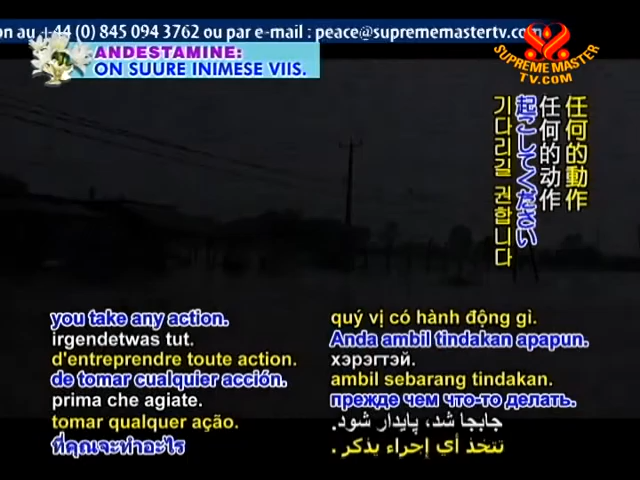 on au +44 (0) 845 094 3762 ou par e-mail : peace@suprememastertv.com
ANDESTAMINE:
ON SUURE INIMESE VIIS.
SUPREME MASTER
TV.COM
任何的動作
任何的动作
起こしてください
기다리길 권합니다
you take any action.
irgendetwas tut.
d'entreprendre toute action.
de tomar cualquier acción.
prima che agiate.
tomar qualquer ação.
ที่คุณจะทำอะไร
quý vị có hành động gì.
Anda ambil tindakan apapun.
хэрэгтэй.
ambil sebarang tindakan.
прежде чем что-то делать.
جابجا شد، پایدار شود.
تتخذ أي إجراء يذكر.